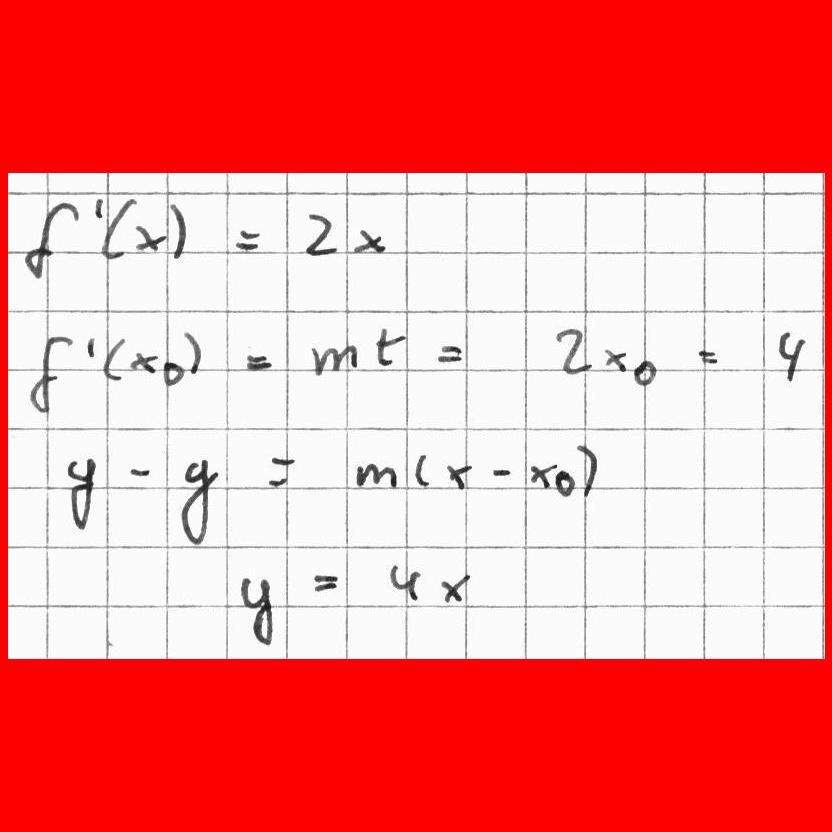 f'(x) = 2x
f'(x₀) = mt = 2x₀ = 4
y - y = m(x - x₀)
y = 4x